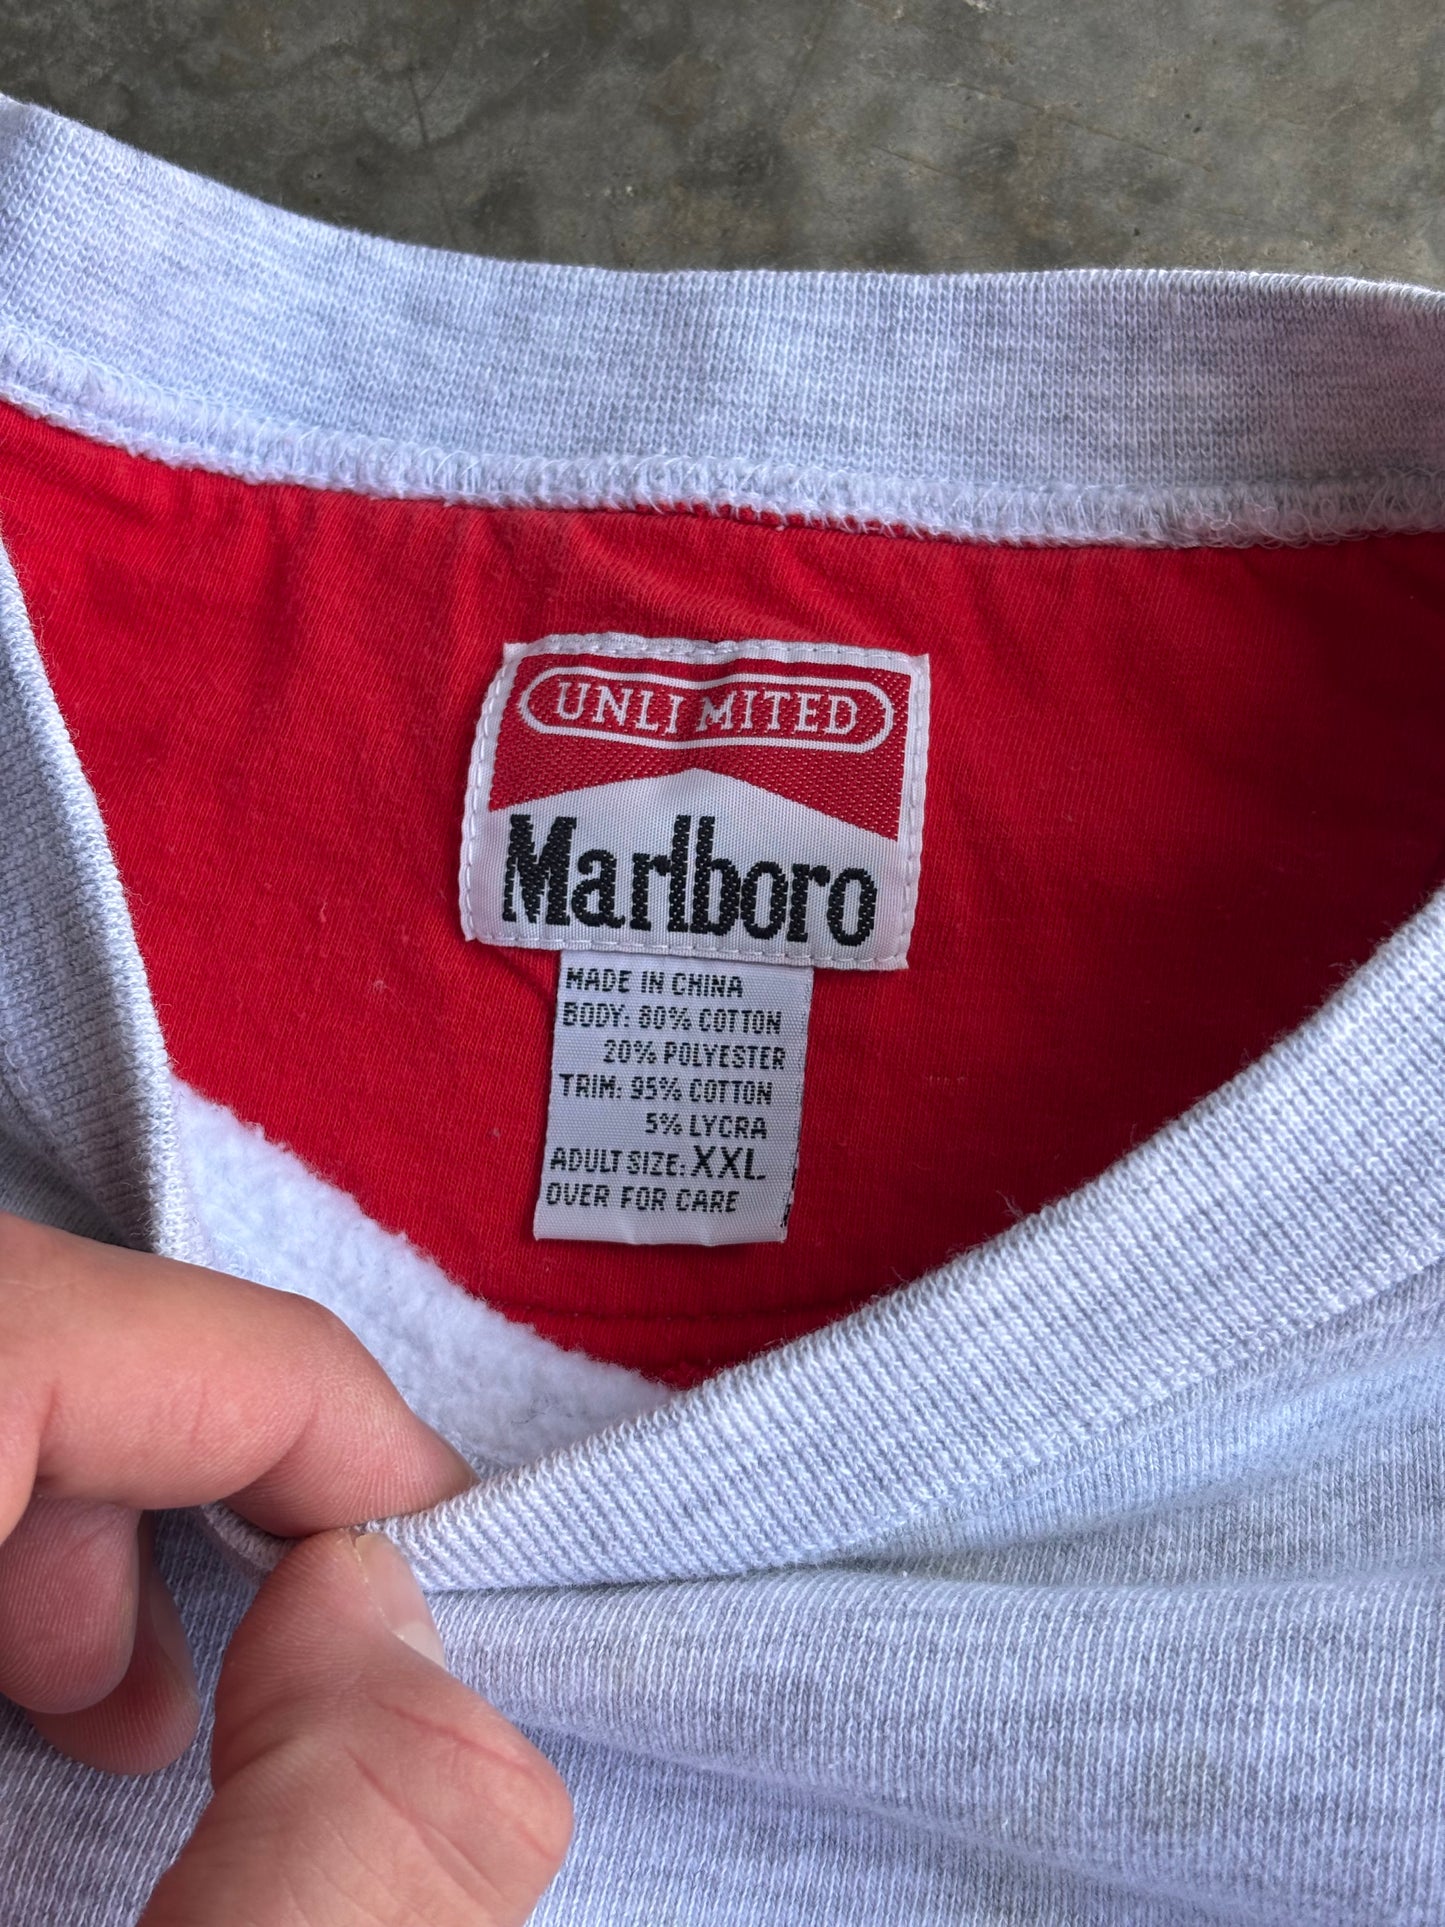 UNLIMITED
Marlboro
MADE IN CHINA
BODY: 80% COTTON
20% POLYESTER
TRIM: 95% COTTON
5% LYCRA
ADULT SIZE: XXL
OVER FOR CARE